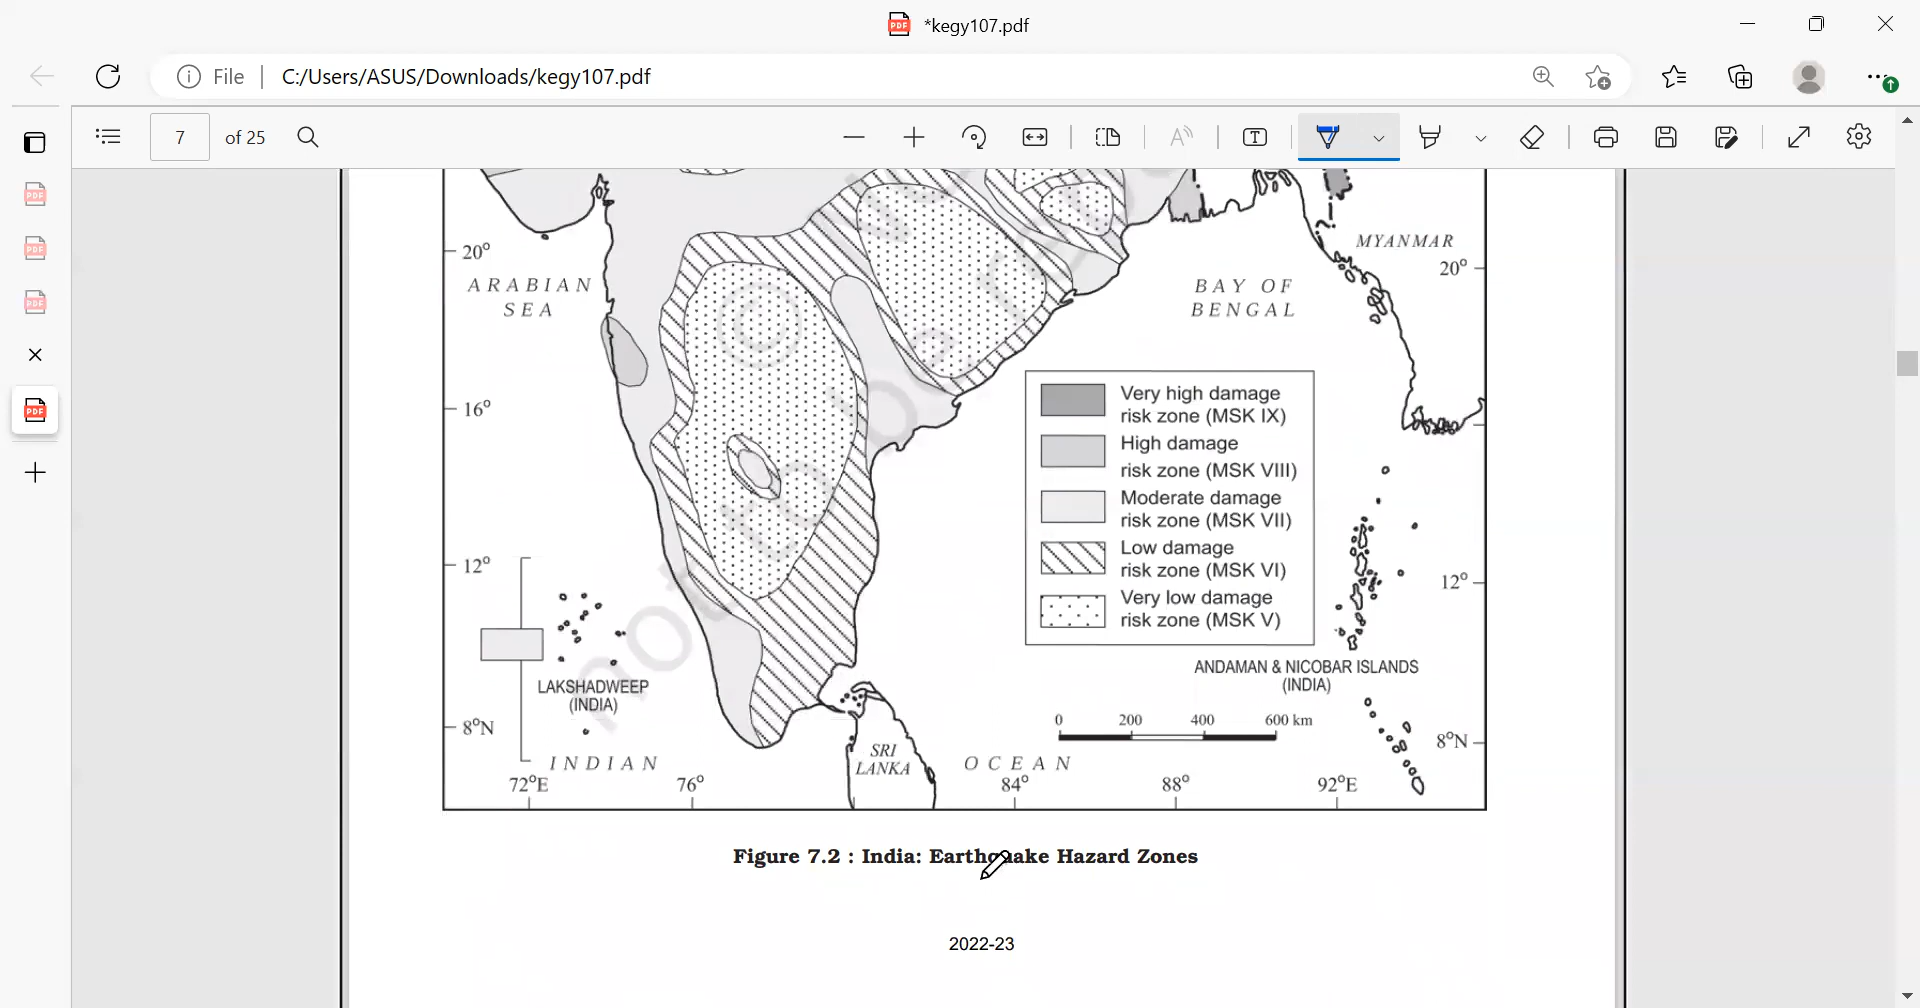 *kegy107.pdf
File
C:/Users/ASUS/Downloads/kegy107.pdf
7 of 25
20°
ARABIAN
SEA
MYANMAR
20°
BAY OF
BENGAL
16°
Very high damage
risk zone (MSK IX)
High damage
risk zone (MSK VIII)
Moderate damage
risk zone (MSK VII)
Low damage
risk zone (MSK VI)
Very low damage
risk zone (MSK V)
12°
12°
LAKSHADWEEP
(INDIA)
ANDAMAN & NICOBAR ISLANDS
(INDIA)
0 200 400 600 km
8°N
8°N
SRI
LANKA
INDIAN OCEAN
72°E 76° 84° 88° 92°E
Figure 7.2 : India: Earthquake Hazard Zones
2022-23
©
not to be